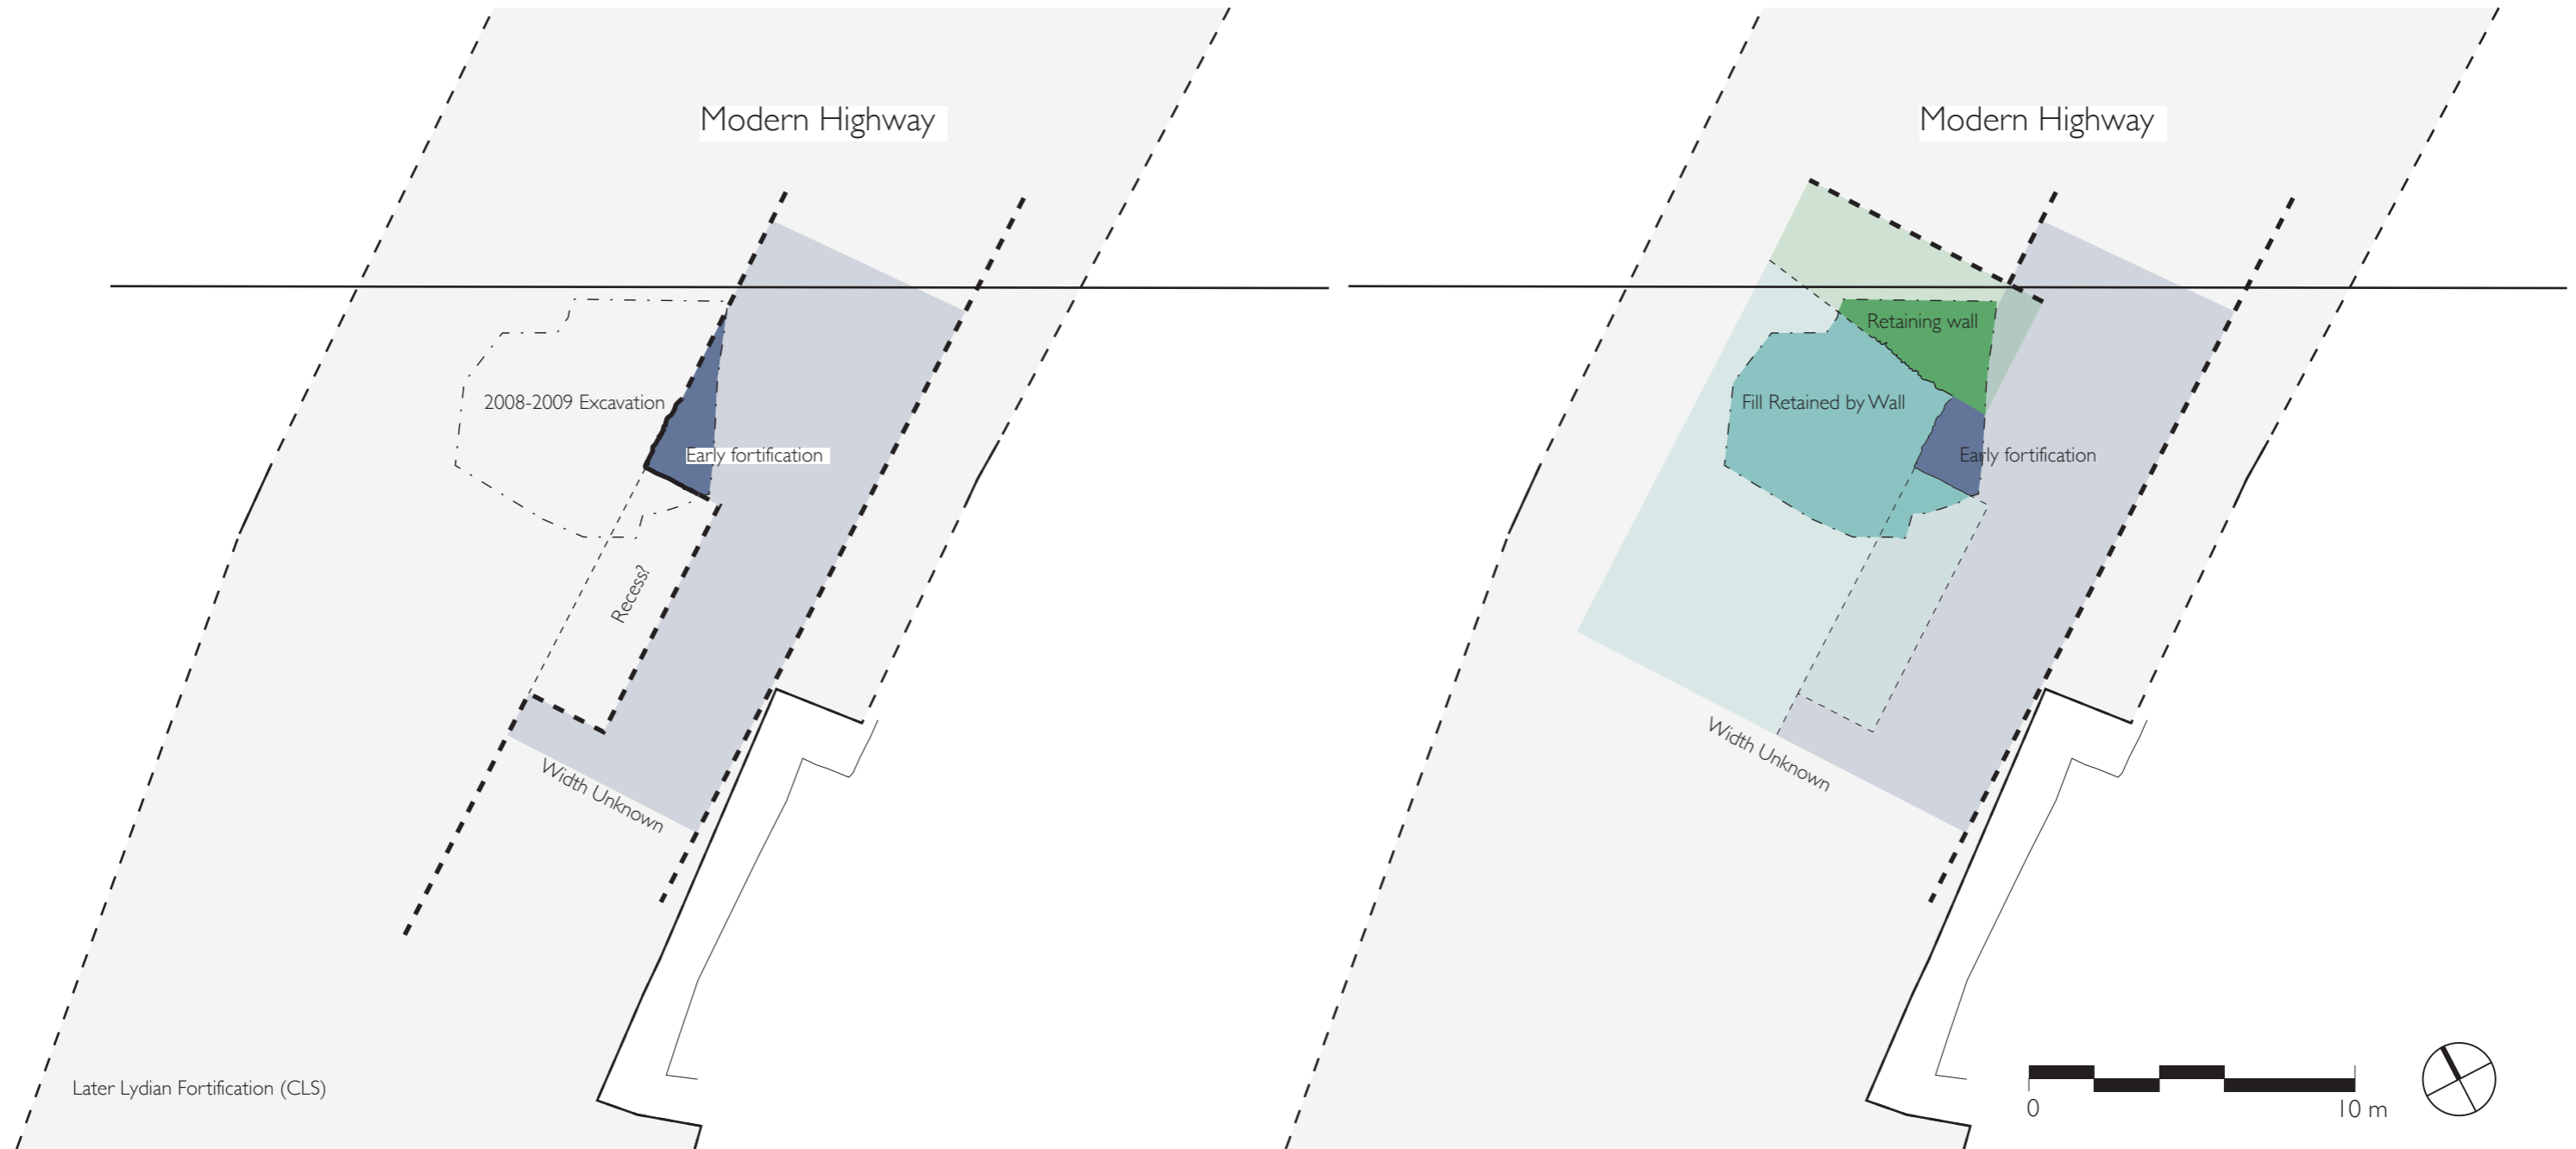 Modern Highway
2008-2009 Excavation
Early fortification
Recess?
Width Unknown
Later Lydian Fortification (CLS)
Modern Highway
Retaining wall
Fill Retained by Wall
Early fortification
Width Unknown
0
10 m